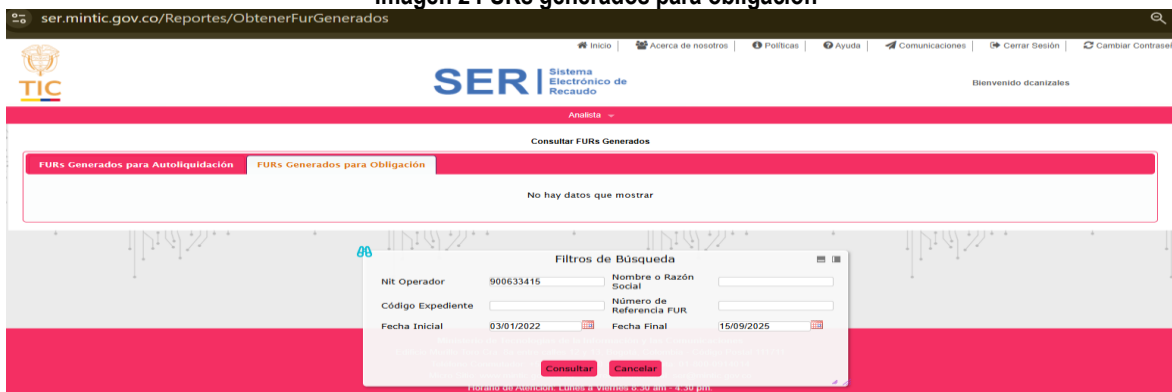 Imagen 2 FURs generados para obligación
ser.mintic.gov.co/Reportes/ObtenerFurGenerados
Inicio | Acerca de nosotros | Políticas | Ayuda | Comunicaciones | Cerrar Sesión | Cambiar Contrase
TIC
SER | Sistema Electrónico de Recaudo
Bienvenido dcanizales
Analista
Consultar FURs Generados
FURs Generados para Autoliquidación FURs Generados para Obligación
No hay datos que mostrar
Filtros de Búsqueda
Nit Operador 900633415 Nombre o Razón Social
Código Expediente Número de Referencia FUR
Fecha Inicial 03/01/2022 Fecha Final 15/09/2025
Consultar Cancelar
Horario de Atención: Lunes a Viernes 8:30 am - 4:30 pm